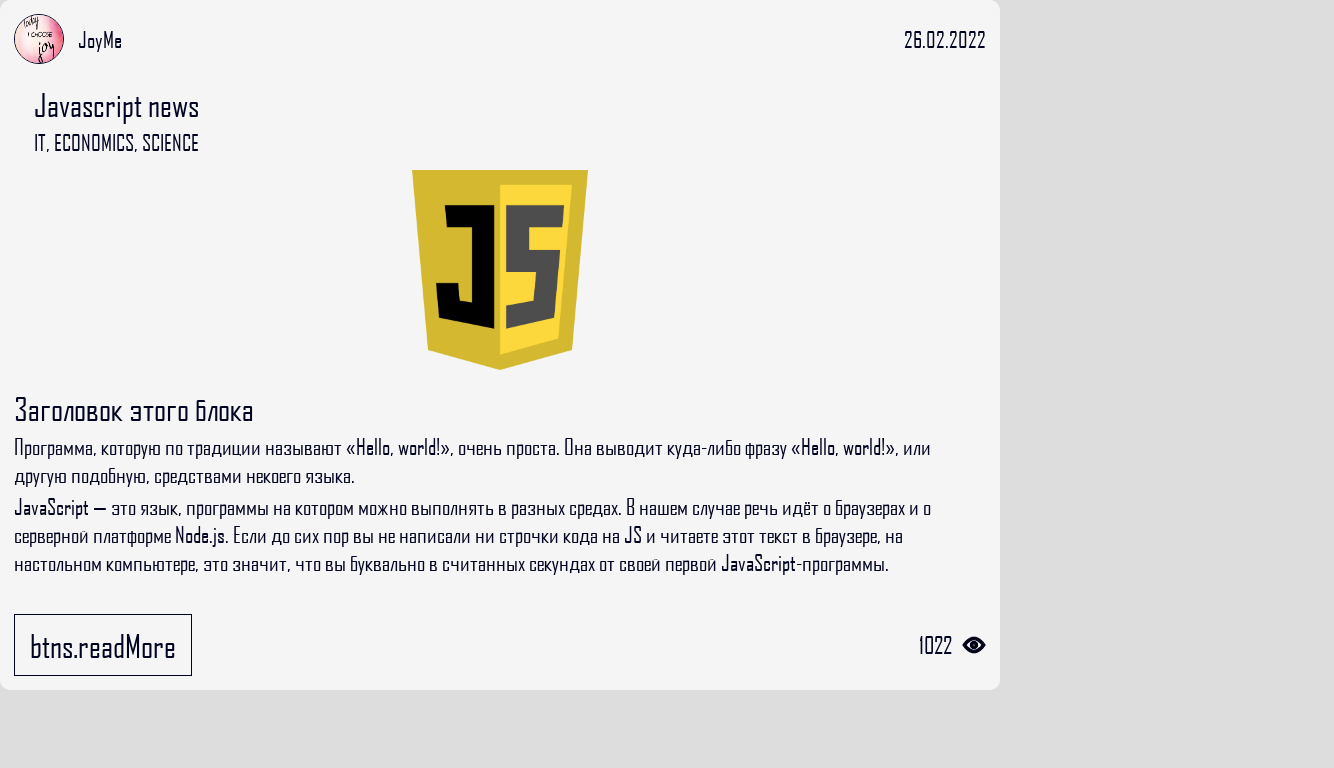 Today
I CHOOSE
joy
JoyMe
26.02.2022
Javascript news
IT, ECONOMICS, SCIENCE
JS
Заголовок этого блока
Программа, которую по традиции называют «Hello, world!», очень проста. Она выводит куда-либо фразу «Hello, world!», или
другую подобную, средствами некоего языка.
JavaScript — это язык, программы на котором можно выполнять в разных средах. В нашем случае речь идёт о браузерах и о
серверной платформе Node.js. Если до сих пор вы не написали ни строчки кода на JS и читаете этот текст в браузере, на
настольном компьютере, это значит, что вы буквально в считанных секундах от своей первой JavaScript-программы.
btns.readMore
1022